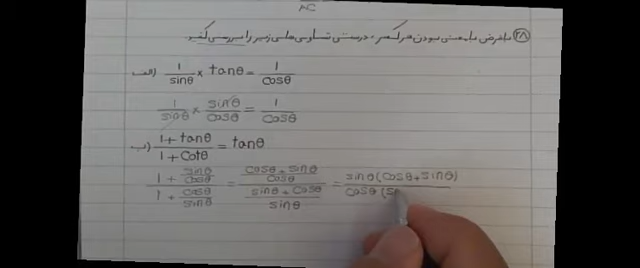 AC
۲۸ با فرض با معنی بودن هر کسر، درستی تساوی های زیر را بررسی کنید
الف) 1/sinθ × tanθ = 1/cosθ
1/sinθ × sinθ/cosθ = 1/cosθ
ب) (1 + tanθ)/(1 + cotθ) = tanθ
(1 + sinθ/cosθ)/(1 + cosθ/sinθ) = ((cosθ + sinθ)/cosθ)/((sinθ + cosθ)/sinθ) = sinθ(cosθ + sinθ)/cosθ(s